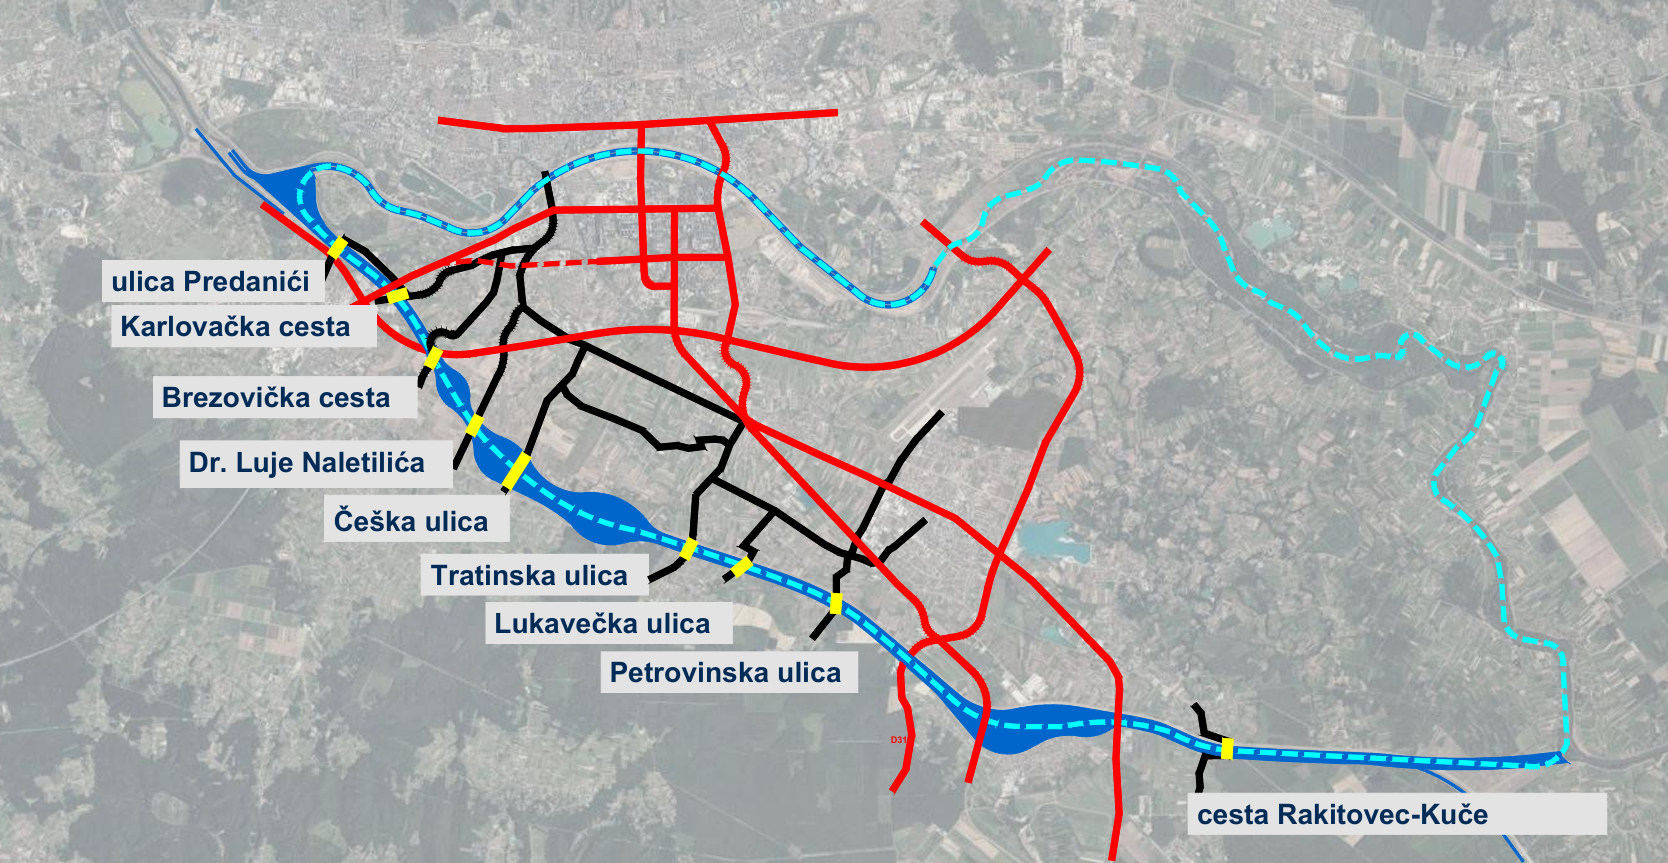 ulica Predanići
Karlovačka cesta
Brezovička cesta
Dr. Luje Naletilića
Češka ulica
Tratinska ulica
Lukavečka ulica
Petrovinska ulica
D31
cesta Rakitovec-Kuče